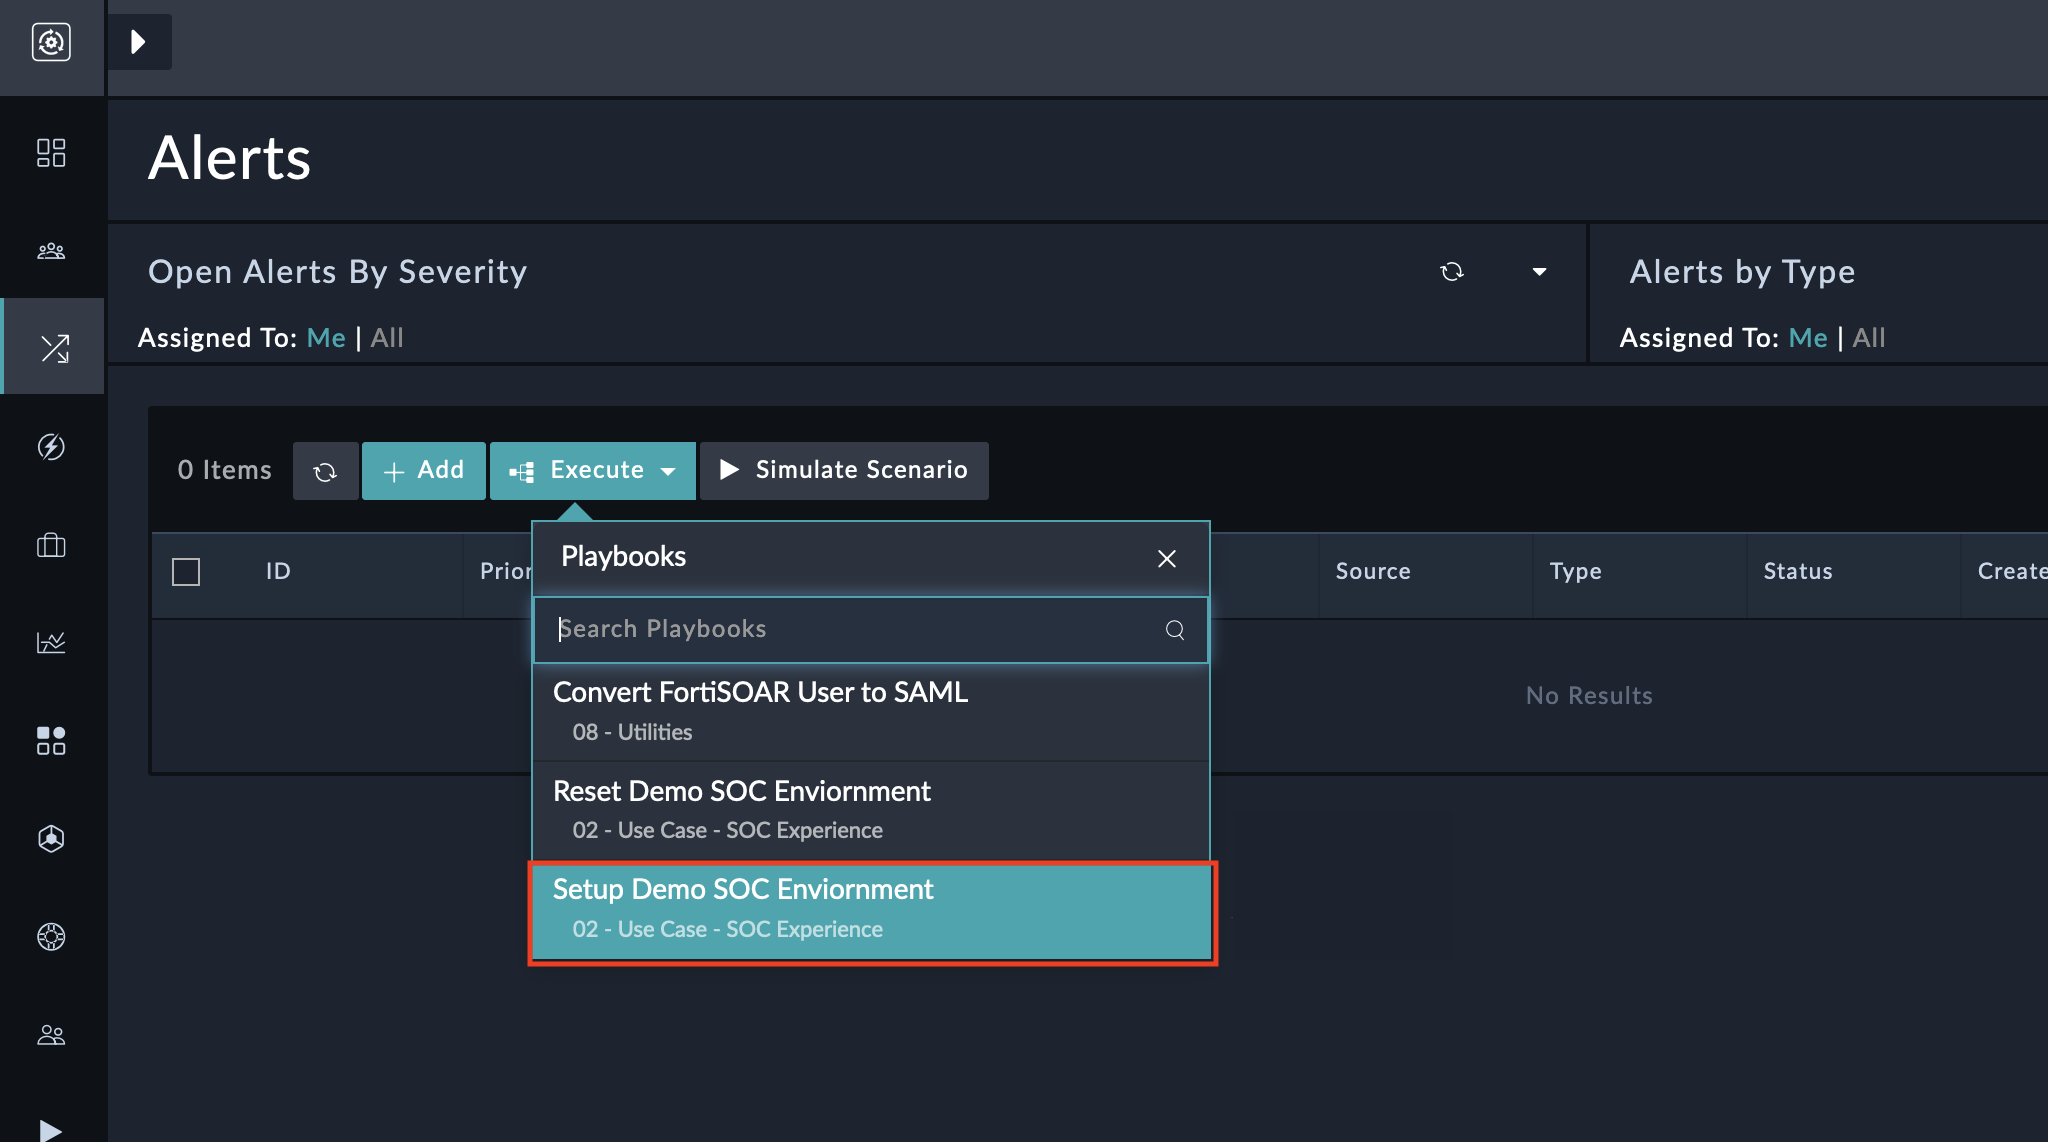 Alerts
Open Alerts By Severity
Alerts by Type
Assigned To: Me | All
Assigned To: Me | All
0 Items
Add
Execute
Simulate Scenario
Playbooks
ID
Prior
Source
Type
Status
Create
Search Playbooks
Convert FortiSOAR User to SAML
08 - Utilities
No Results
Reset Demo SOC Enviornment
02 - Use Case - SOC Experience
Setup Demo SOC Enviornment
02 - Use Case - SOC Experience